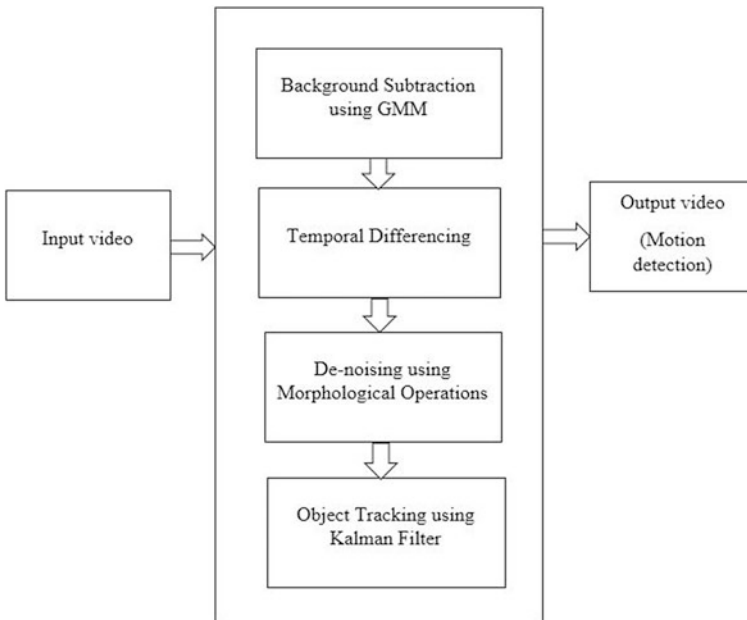 Input video
Background Subtraction
using GMM
Temporal Differencing
De-noising using
Morphological Operations
Object Tracking using
Kalman Filter
Output video
(Motion
detection)